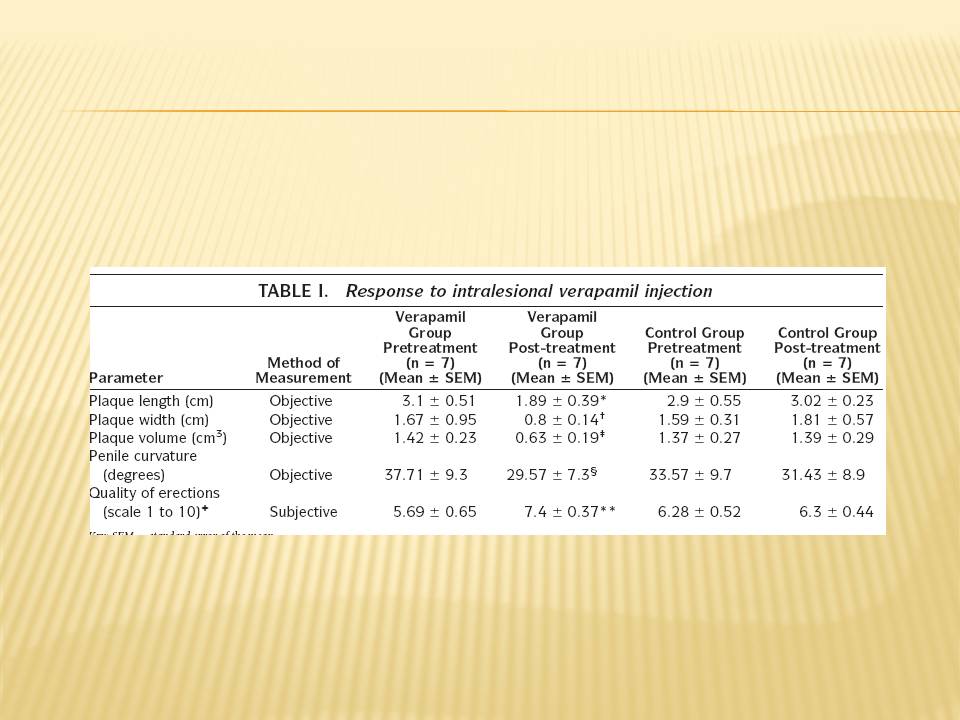 TABLE I. Response to intralesional verapamil injection
Verapamil Verapamil
Group Group Control Group Control Group
Pretreatment Post-treatment Pretreatment Post-treatment
Method of (n = 7) (n = 7) (n = 7) (n = 7)
Parameter Measurement (Mean ± SEM) (Mean ± SEM) (Mean ± SEM) (Mean ± SEM)
Plaque length (cm) Objective 3.1 ± 0.51 1.89 ± 0.39* 2.9 ± 0.55 3.02 ± 0.23
Plaque width (cm) Objective 1.67 ± 0.95 0.8 ± 0.14† 1.59 ± 0.31 1.81 ± 0.57
Plaque volume (cm³) Objective 1.42 ± 0.23 0.63 ± 0.19‡ 1.37 ± 0.27 1.39 ± 0.29
Penile curvature
(degrees) Objective 37.71 ± 9.3 29.57 ± 7.3§ 33.57 ± 9.7 31.43 ± 8.9
Quality of erections
(scale 1 to 10)+ Subjective 5.69 ± 0.65 7.4 ± 0.37** 6.28 ± 0.52 6.3 ± 0.44